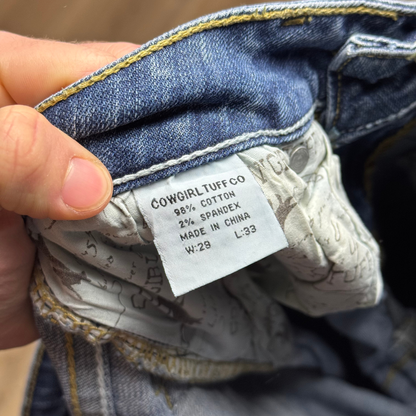 COWGIRL TUFF CO
98% COTTON
2% SPANDEX
MADE IN CHINA
W:29 L:33